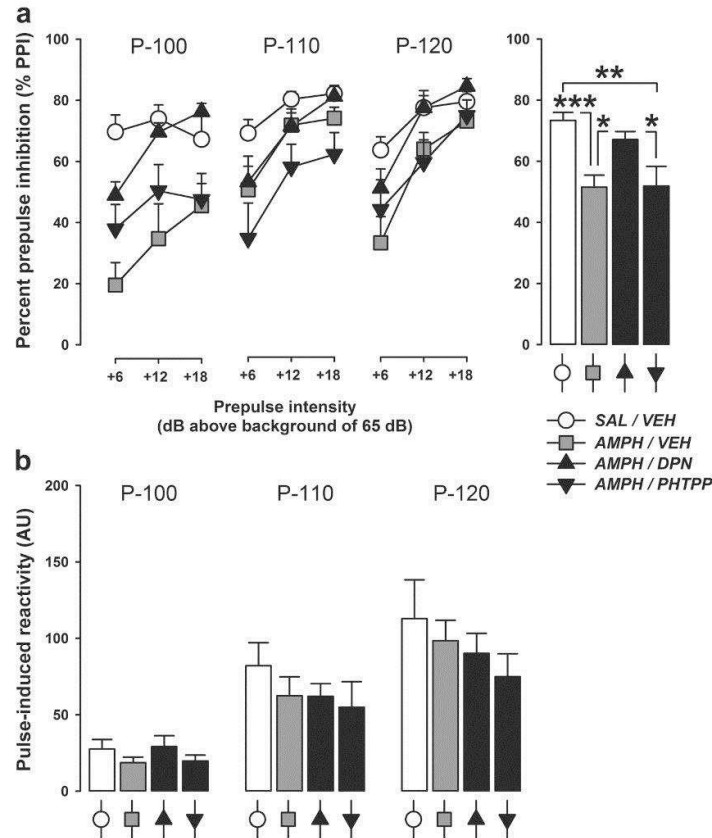 a
P-100 P-110 P-120
Percent prepulse inhibition (% PPI)
100 100
80 80
60 60
40 40
20 20
0 0
**
*** * *
+6 +12 +18 +6 +12 +18 +6 +12 +18
Prepulse intensity
(dB above background of 65 dB)
SAL / VEH
AMPH / VEH
AMPH / DPN
AMPH / PHTPP
b
P-100 P-110 P-120
Pulse-induced reactivity (AU)
200
150
100
50
0